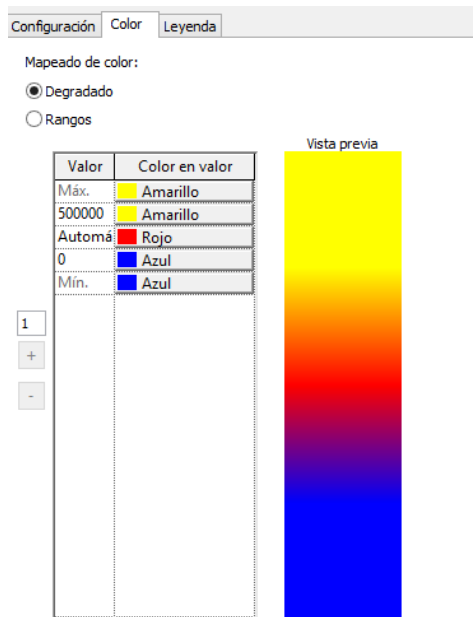 Configuración Color Leyenda
Mapeado de color:
Degradado
Rangos
Vista previa
Valor Color en valor
Máx. Amarillo
500000 Amarillo
Automá Rojo
0 Azul
Mín. Azul
1
+
-